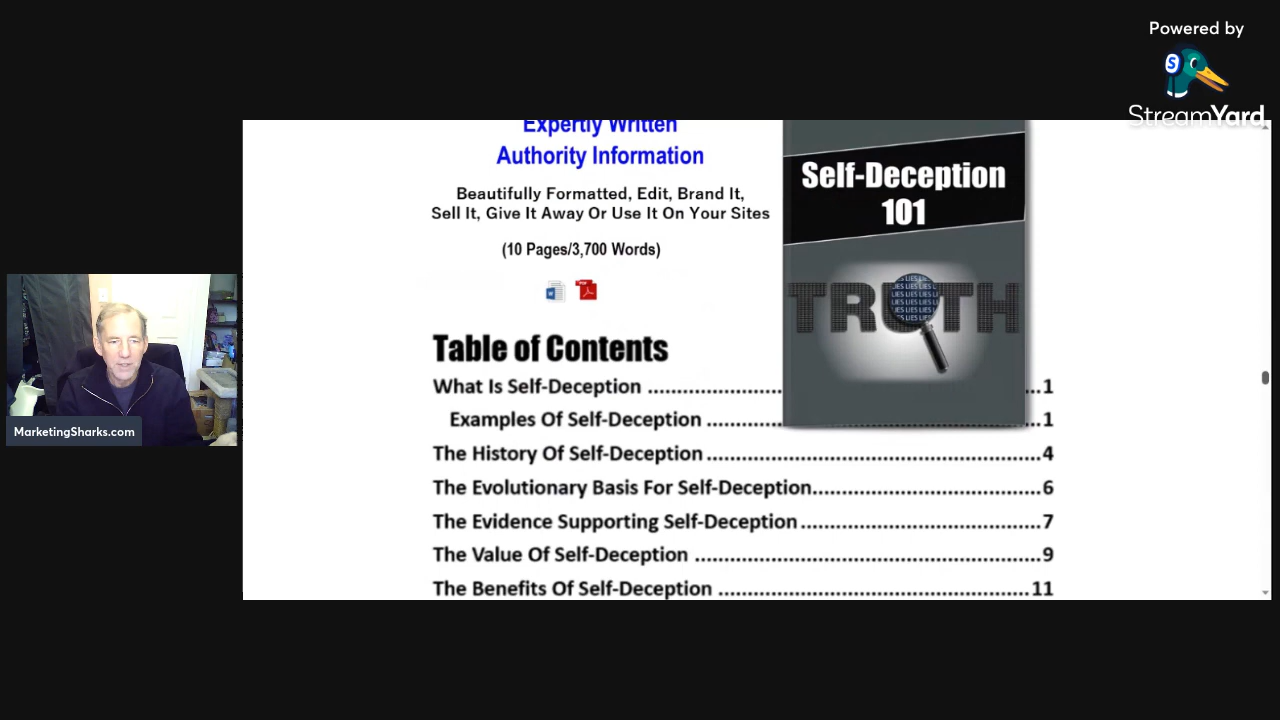 Powered by
S
StreamYard
Expertly Written
Authority Information
Beautifully Formatted, Edit, Brand It,
Sell It, Give It Away Or Use It On Your Sites
(10 Pages/3,700 Words)
PDF
Self-Deception
101
TRUTH
LIES LIES LIES
Table of Contents
What Is Self-Deception ...........................1
Examples Of Self-Deception ...........................1
The History Of Self-Deception ...........................4
The Evolutionary Basis For Self-Deception...........................6
The Evidence Supporting Self-Deception...........................7
The Value Of Self-Deception ...........................9
The Benefits Of Self-Deception ...........................11
MarketingSharks.com